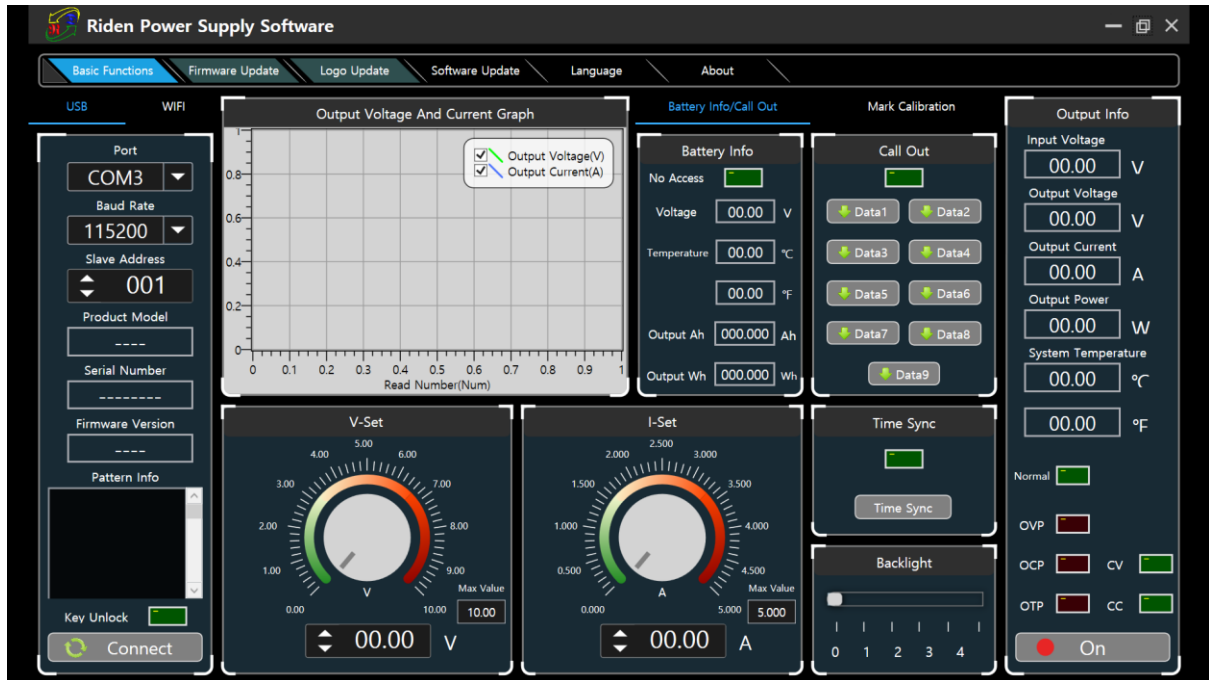 Riden Power Supply Software
Basic Functions Firmware Update Logo Update Software Update Language About
USB WIFI
Port
COM3
Baud Rate
115200
Slave Address
001
Product Model
----
Serial Number
--------
Firmware Version
----
Pattern Info
Key Unlock
Connect
Output Voltage And Current Graph
Output Voltage(V)
Output Current(A)
1
0.8
0.6
0.4
0.2
0
0 0.1 0.2 0.3 0.4 0.5 0.6 0.7 0.8 0.9 1
Read Number(Num)
Battery Info/Call Out Mark Calibration
Battery Info
No Access
Voltage 00.00 V
Temperature 00.00 ℃
00.00 ℉
Output Ah 000.000 Ah
Output Wh 000.000 Wh
Call Out
Data1 Data2
Data3 Data4
Data5 Data6
Data7 Data8
Data9
V-Set
5.00
4.00 6.00
3.00 7.00
2.00 8.00
1.00 9.00
V
0.00 10.00
Max Value
10.00
00.00 V
I-Set
2.500
2.000 3.000
1.500 3.500
1.000 4.000
0.500 4.500
A
0.000 5.000
Max Value
5.000
00.00 A
Time Sync
Time Sync
Backlight
0 1 2 3 4
Output Info
Input Voltage
00.00 V
Output Voltage
00.00 V
Output Current
00.00 A
Output Power
00.00 W
System Temperature
00.00 ℃
00.00 ℉
Normal
OVP
OCP CV
OTP CC
On